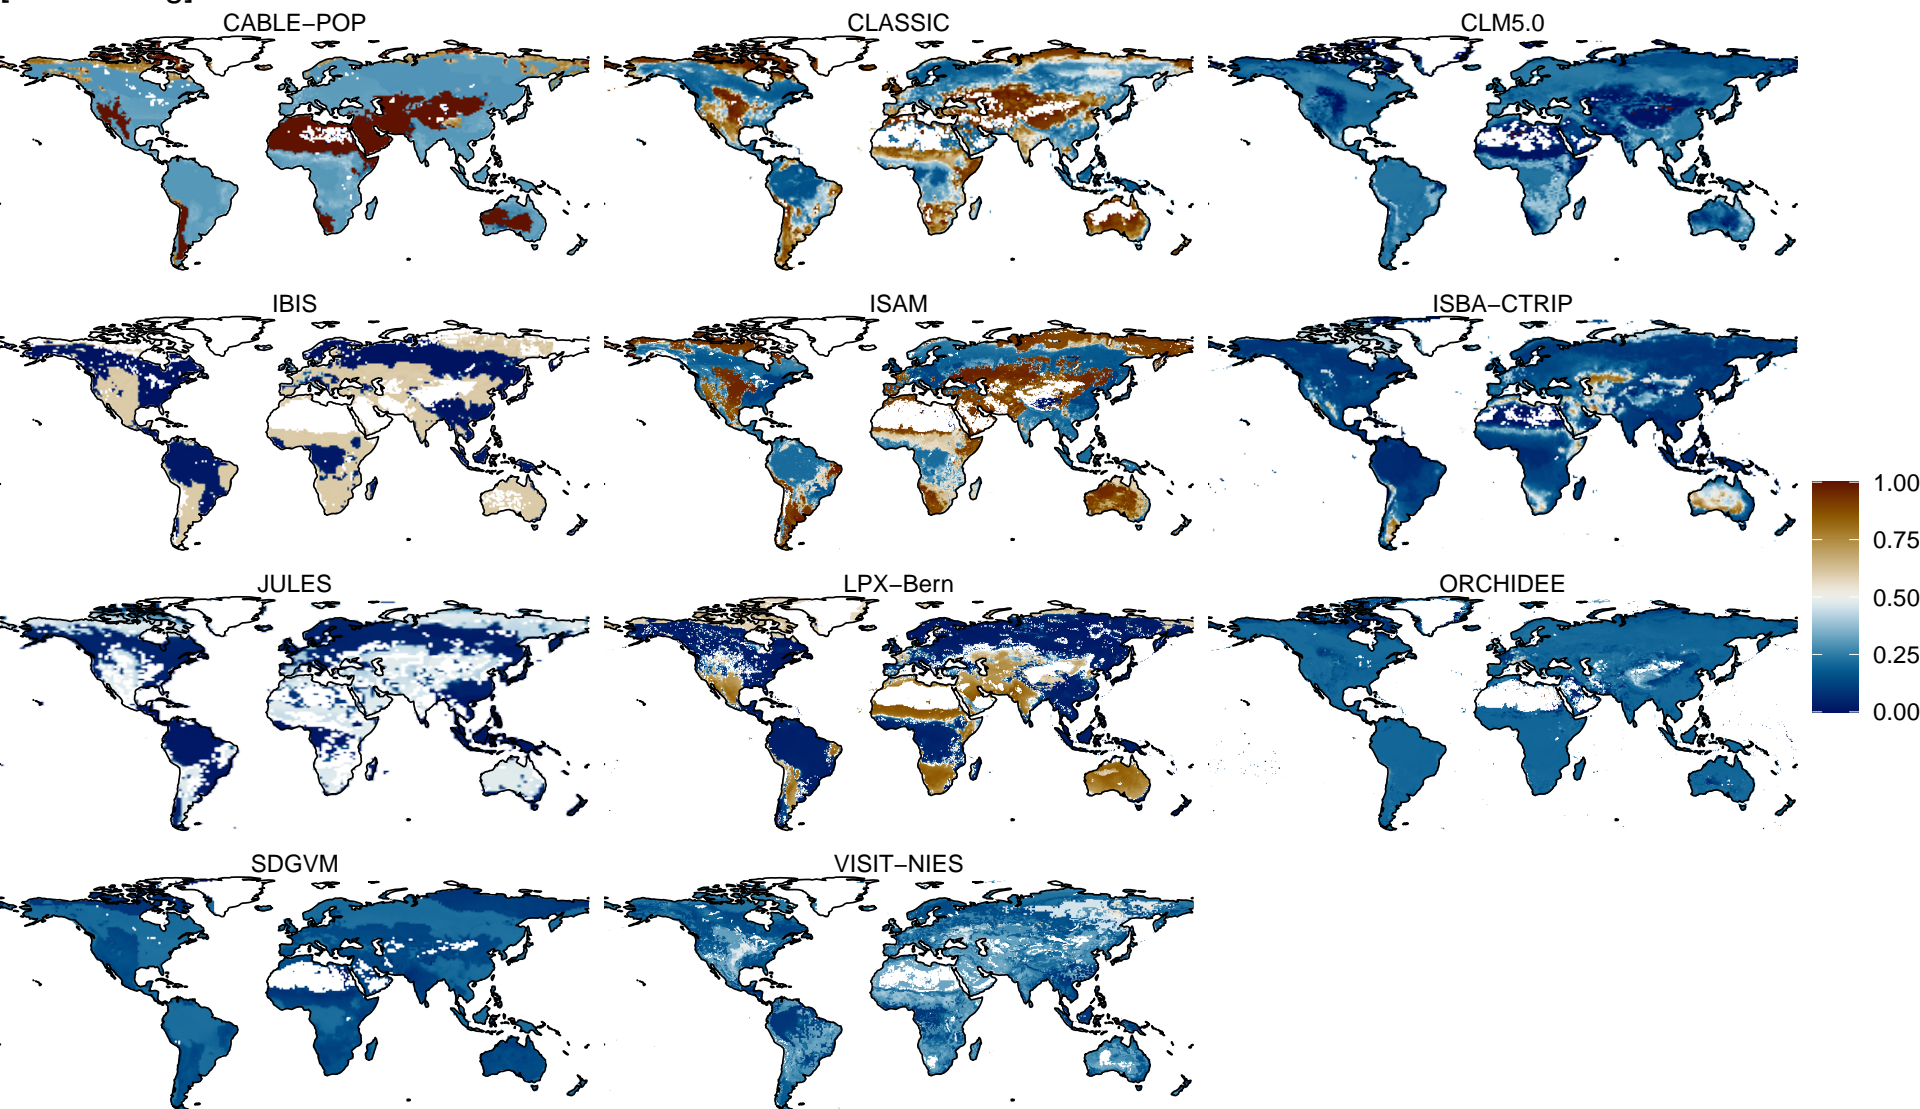 CABLE−POP
CLASSIC
CLM5.0
IBIS
ISAM
ISBA−CTRIP
JULES
LPX−Bern
ORCHIDEE
SDGVM
VISIT−NIES
1.00
0.75
0.50
0.25
0.00